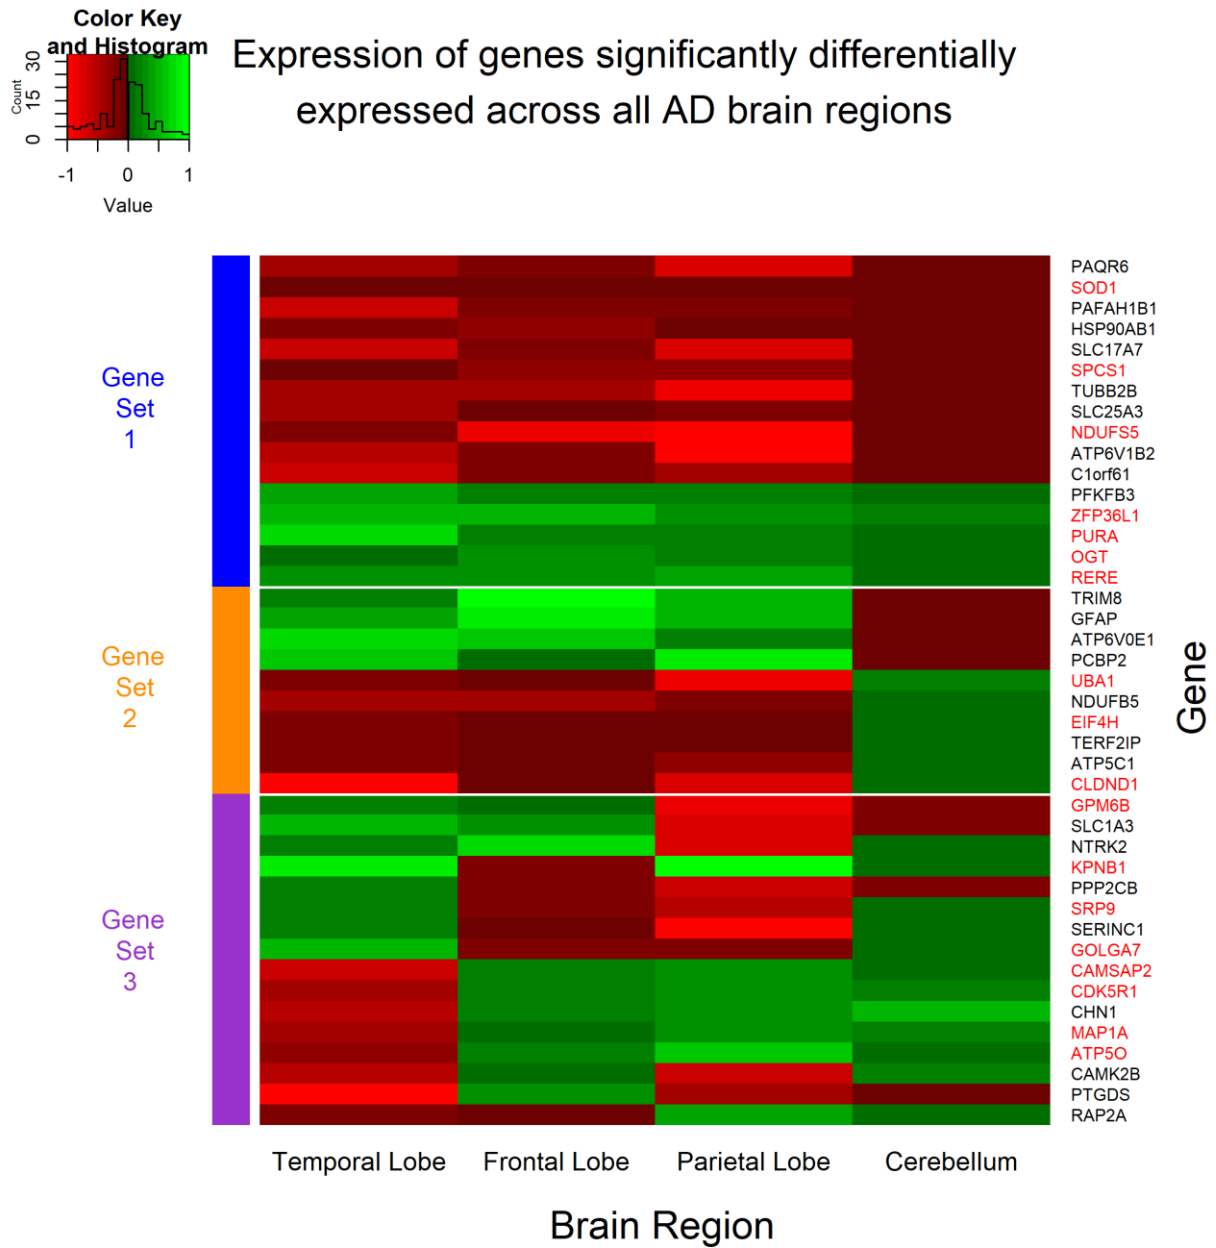 Color Key
and Histogram
Expression of genes significantly differentially
expressed across all AD brain regions
Count
0 15 30
-1 0 1
Value
Gene
Set
1
Gene
Set
2
Gene
Set
3
PAQR6
SOD1
PAFAH1B1
HSP90AB1
SLC17A7
SPCS1
TUBB2B
SLC25A3
NDUFS5
ATP6V1B2
C1orf61
PFKFB3
ZFP36L1
PURA
OGT
RERE
TRIM8
GFAP
ATP6V0E1
PCBP2
UBA1
NDUFB5
EIF4H
TERF2IP
ATP5C1
CLDND1
GPM6B
SLC1A3
NTRK2
KPNB1
PPP2CB
SRP9
SERINC1
GOLGA7
CAMSAP2
CDK5R1
CHN1
MAP1A
ATP5O
CAMK2B
PTGDS
RAP2A
Gene
Temporal Lobe Frontal Lobe Parietal Lobe Cerebellum
Brain Region